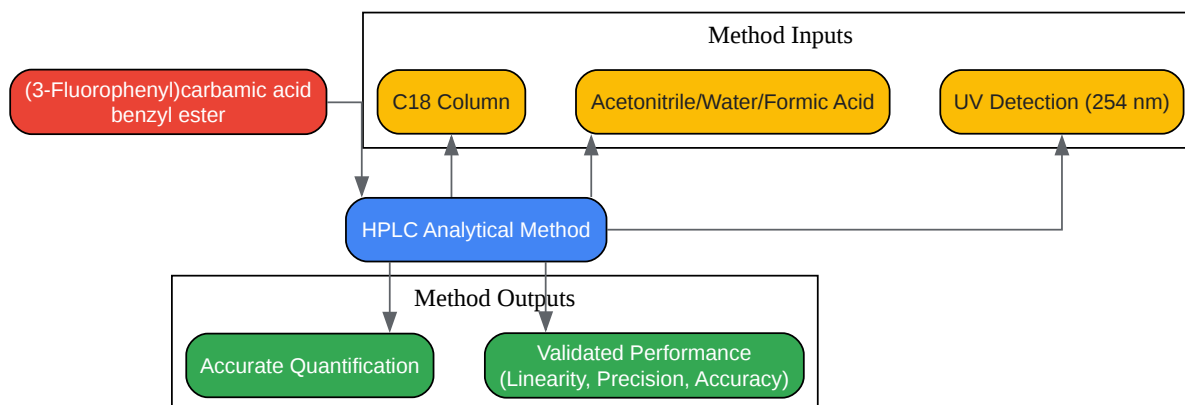 Method Inputs
(3-Fluorophenyl)carbamic acid
benzyl ester
C18 Column
Acetonitrile/Water/Formic Acid
UV Detection (254 nm)
HPLC Analytical Method
Method Outputs
Accurate Quantification
Validated Performance
(Linearity, Precision, Accuracy)